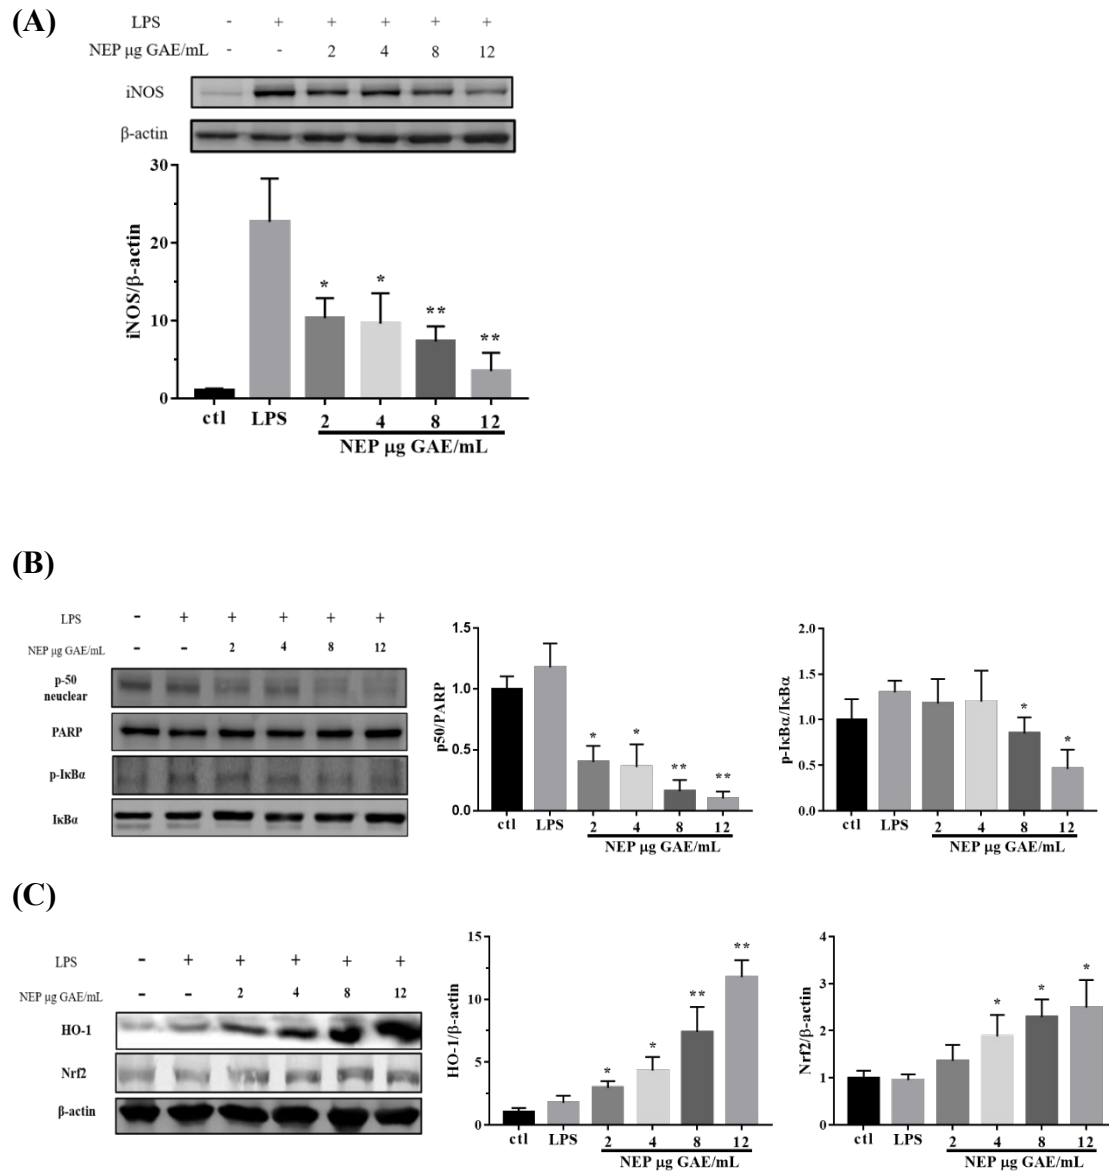 (A)
LPS - + + + + +
NEP μg GAE/mL - - 2 4 8 12
iNOS
β-actin
iNOS/β-actin
30
20
10
0
* * ** **
ctl LPS 2 4 8 12
NEP μg GAE/mL
(B)
LPS - + + + + +
NEP μg GAE/mL - - 2 4 8 12
p-50
neuclear
PARP
p-IκBα
IκBα
p50/PARP
1.5
1.0
0.5
0.0
* * ** **
ctl LPS 2 4 8 12
NEP μg GAE/mL
p-IκBα/IκBα
2.0
1.5
1.0
0.5
0.0
* *
ctl LPS 2 4 8 12
NEP μg GAE/mL
(C)
LPS - + + + + +
NEP μg GAE/mL - - 2 4 8 12
HO-1
Nrf2
β-actin
HO-1/β-actin
15
10
5
0
* * ** **
ctl LPS 2 4 8 12
NEP μg GAE/mL
Nrf2/β-actin
4
3
2
1
0
* * *
ctl LPS 2 4 8 12
NEP μg GAE/mL